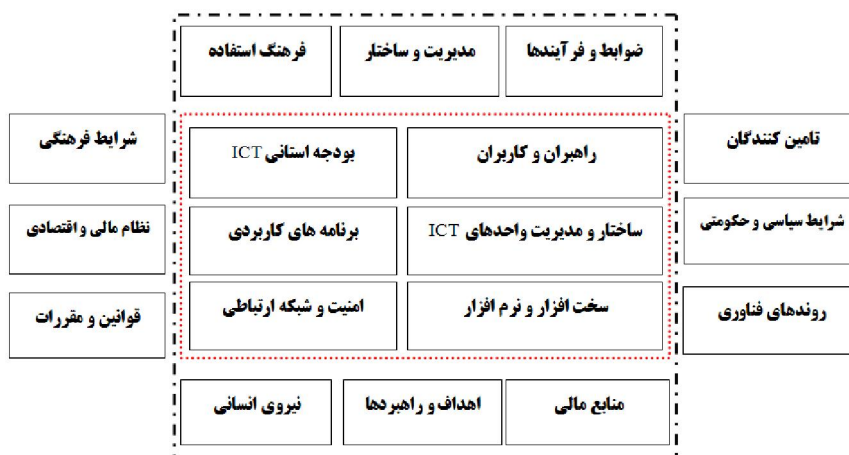 ضوابط و فرآیندها
مدیریت و ساختار
فرهنگ استفاده
تامین کنندگان
راهبران و کاربران
بودجه استانی ICT
شرایط فرهنگی
شرایط سیاسی و حکومتی
ساختار و مدیریت واحدهای ICT
برنامه های کاربردی
نظام مالی و اقتصادی
روندهای فناوری
سخت افزار و نرم افزار
امنیت و شبکه ارتباطی
قوانین و مقررات
منابع مالی
اهداف و راهبردها
نیروی انسانی